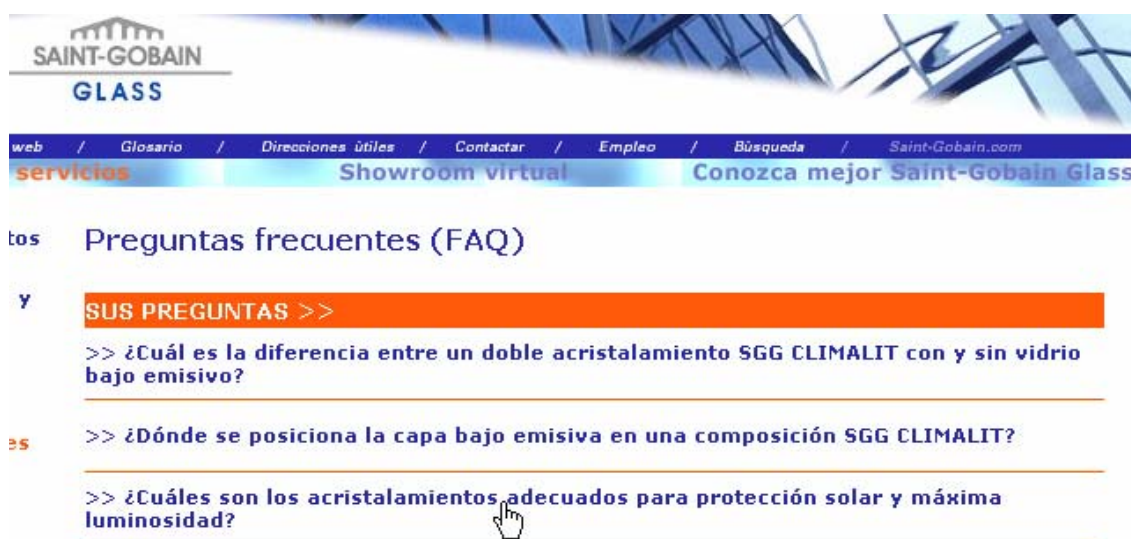 SAINT-GOBAIN
GLASS
web / Glosario / Direcciones ùtiles / Contactar / Empleo / Bùsqueda / Saint-Gobain.com
servicios Showroom virtual Conozca mejor Saint-Gobain Glass
tos
Preguntas frecuentes (FAQ)
y
SUS PREGUNTAS >>
>> ¿Cuál es la diferencia entre un doble acristalamiento SGG CLIMALIT con y sin vidrio
bajo emisivo?
es
>> ¿Dónde se posiciona la capa bajo emisiva en una composición SGG CLIMALIT?
>> ¿Cuáles son los acristalamientos adecuados para protección solar y máxima
luminosidad?